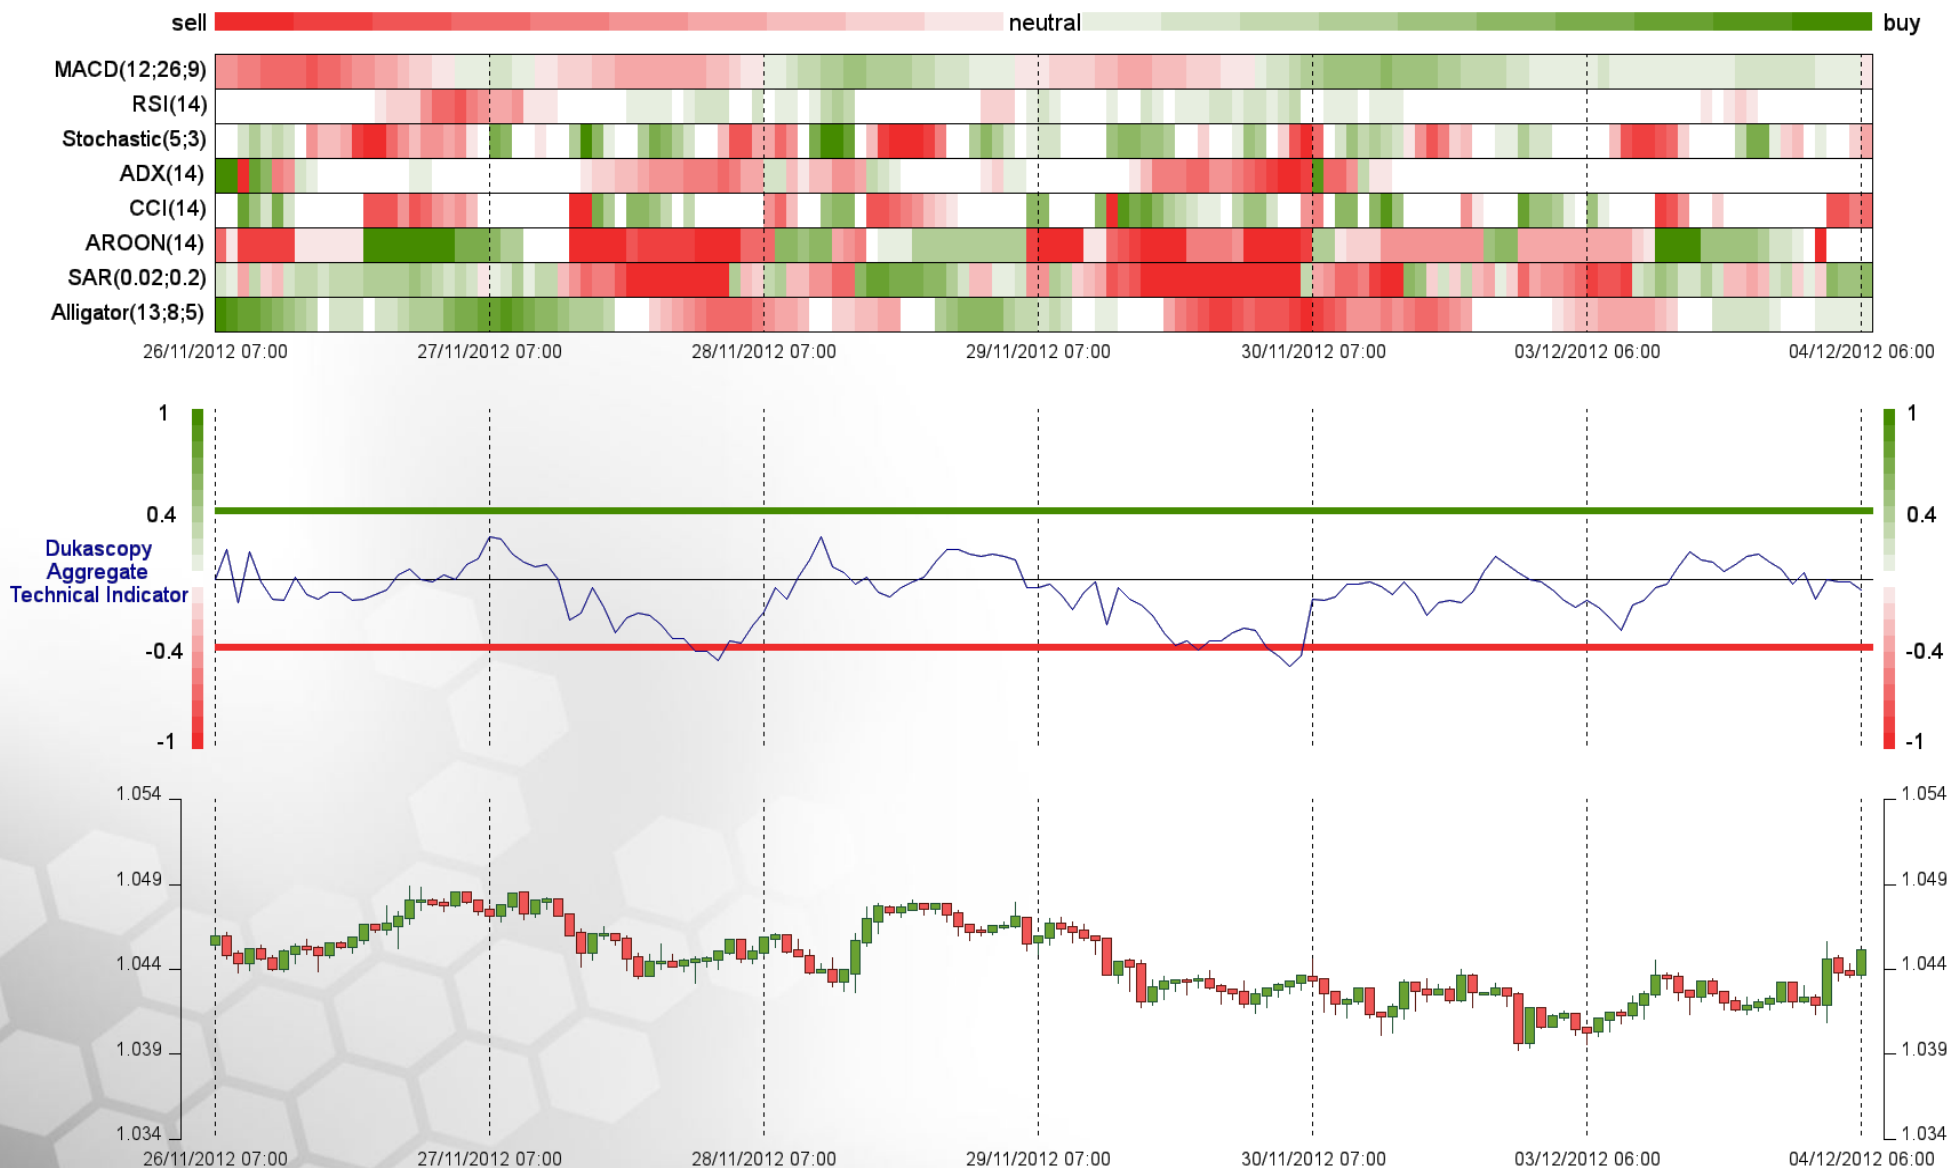 sell neutral buy
MACD(12;26;9)
RSI(14)
Stochastic(5;3)
ADX(14)
CCI(14)
AROON(14)
SAR(0.02;0.2)
Alligator(13;8;5)
26/11/2012 07:00 27/11/2012 07:00 28/11/2012 07:00 29/11/2012 07:00 30/11/2012 07:00 03/12/2012 06:00 04/12/2012 06:00
1 1
0.4 0.4
Dukascopy
Aggregate
Technical Indicator
-0.4 -0.4
-1 -1
1.054 1.054
1.049 1.049
1.044 1.044
1.039 1.039
1.034 1.034
26/11/2012 07:00 27/11/2012 07:00 28/11/2012 07:00 29/11/2012 07:00 30/11/2012 07:00 03/12/2012 06:00 04/12/2012 06:00